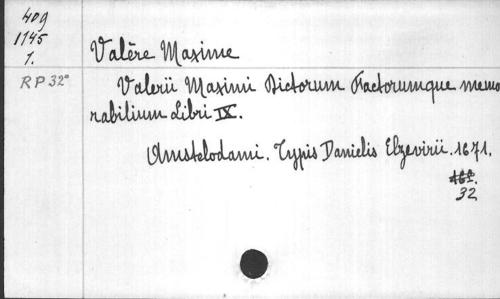 409
1145
1.
RP 32°
Valère Maxime
Valerii Maximi Dictorum Factorumque memo
rabilium Libri IX.
Amstelodami. Typis Danielis Elzevirii. 1671.
32